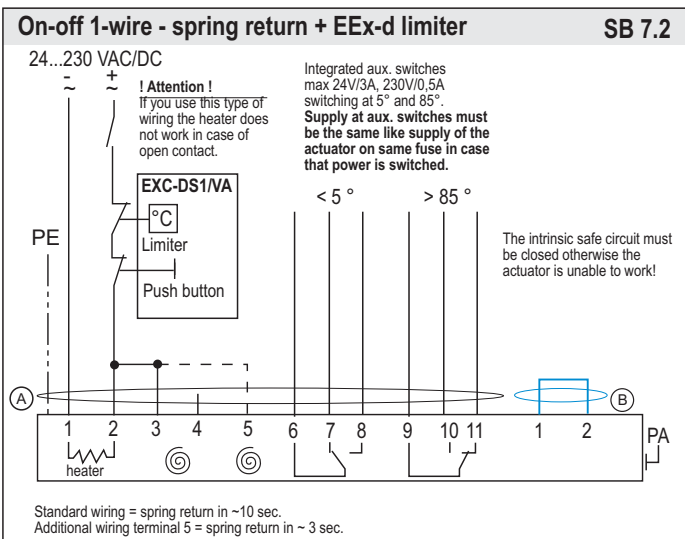 On-off 1-wire - spring return + EEx-d limiter
SB 7.2
24...230 VAC/DC
- +
~ ~
! Attention !
If you use this type of
wiring the heater does
not work in case of
open contact.
Integrated aux. switches
max 24V/3A, 230V/0,5A
switching at 5° and 85°.
Supply at aux. switches must
be the same like supply of the
actuator on same fuse in case
that power is switched.
EXC-DS1/VA
°C
Limiter
Push button
< 5 ° > 85 °
PE
The intrinsic safe circuit must
be closed otherwise the
actuator is unable to work!
A
B
1 2 3 4 5 6 7 8 9 10 11 1 2
PA
heater
Standard wiring = spring return in ~10 sec.
Additional wiring terminal 5 = spring return in ~ 3 sec.